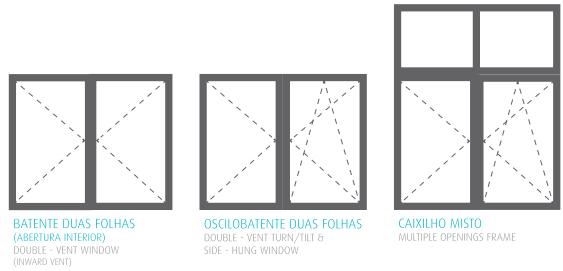 BATENTE DUAS FOLHAS
(ABERTURA INTERIOR)
DOUBLE - VENT WINDOW
(INWARD VENT)
OSCILOBATENTE DUAS FOLHAS
DOUBLE - VENT TURN/TILT &
SIDE - HUNG WINDOW
CAIXILHO MISTO
MULTIPLE OPENINGS FRAME